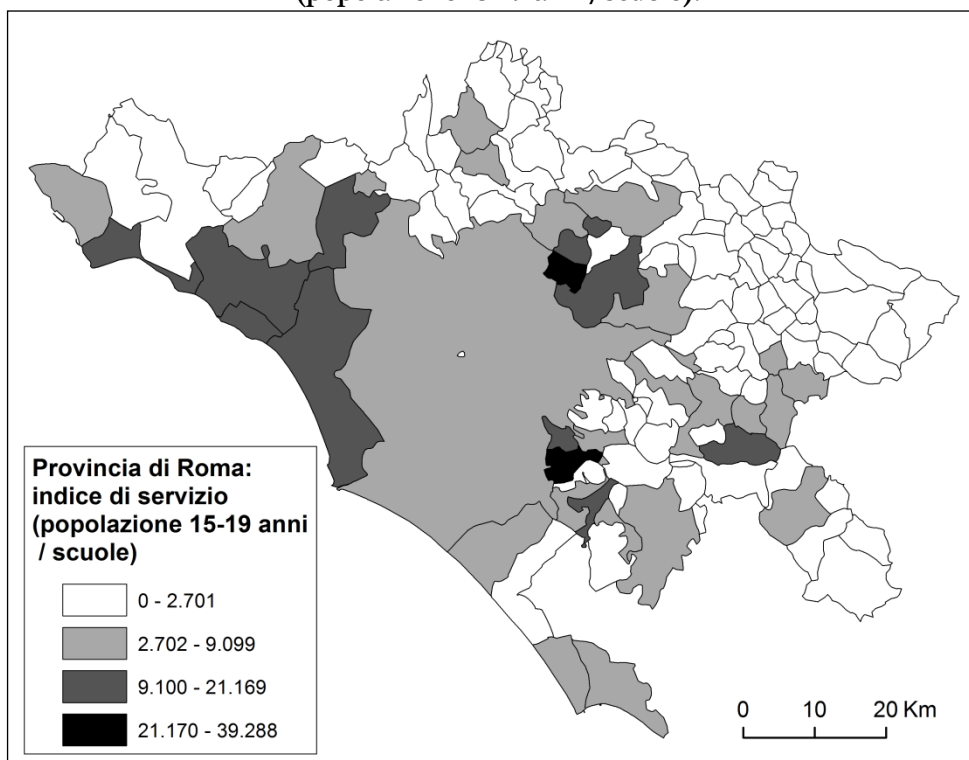 / scuole).
Provincia di Roma:
indice di servizio
(popolazione 15-19 anni
/ scuole)
0 - 2.701
2.702 - 9.099
9.100 - 21.169
21.170 - 39.288
0 10 20 Km